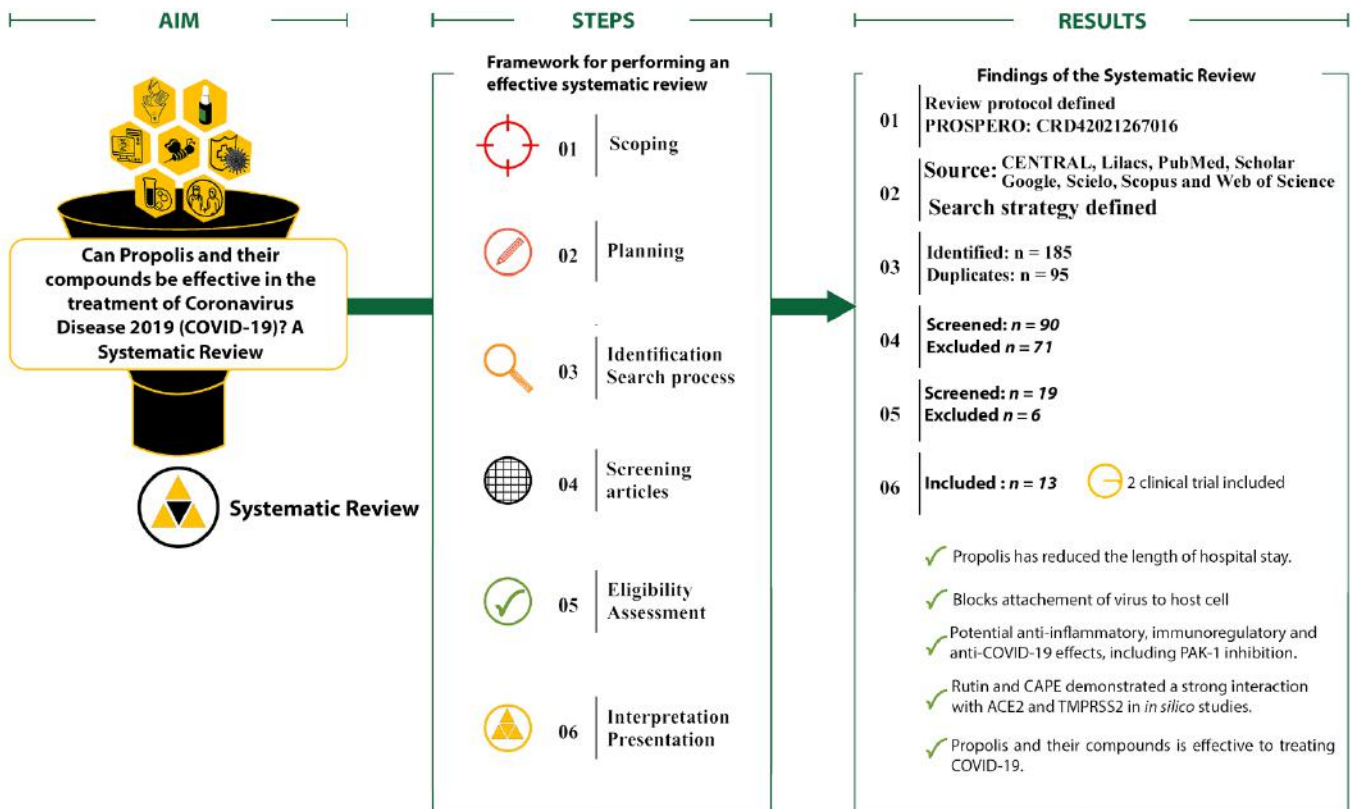 AIM
Can Propolis and their
compounds be effective in the
treatment of Coronavirus
Disease 2019 (COVID-19)? A
Systematic Review
Systematic Review
STEPS
Framework for performing an
effective systematic review
01 Scoping
02 Planning
03 Identification
Search process
04 Screening
articles
05 Eligibility
Assessment
06 Interpretation
Presentation
RESULTS
Findings of the Systematic Review
01 Review protocol defined
PROSPERO: CRD42021267016
02 Source: CENTRAL, Lilacs, PubMed, Scholar
Google, Scielo, Scopus and Web of Science
Search strategy defined
03 Identified: n = 185
Duplicates: n = 95
04 Screened: n = 90
Excluded n = 71
05 Screened: n = 19
Excluded n = 6
06 Included : n = 13 2 clinical trial included
Propolis has reduced the length of hospital stay.
Blocks attachement of virus to host cell
Potential anti-inflammatory, immunoregulatory and
anti-COVID-19 effects, including PAK-1 inhibition.
Rutin and CAPE demonstrated a strong interaction
with ACE2 and TMPRSS2 in in silico studies.
Propolis and their compounds is effective to treating
COVID-19.